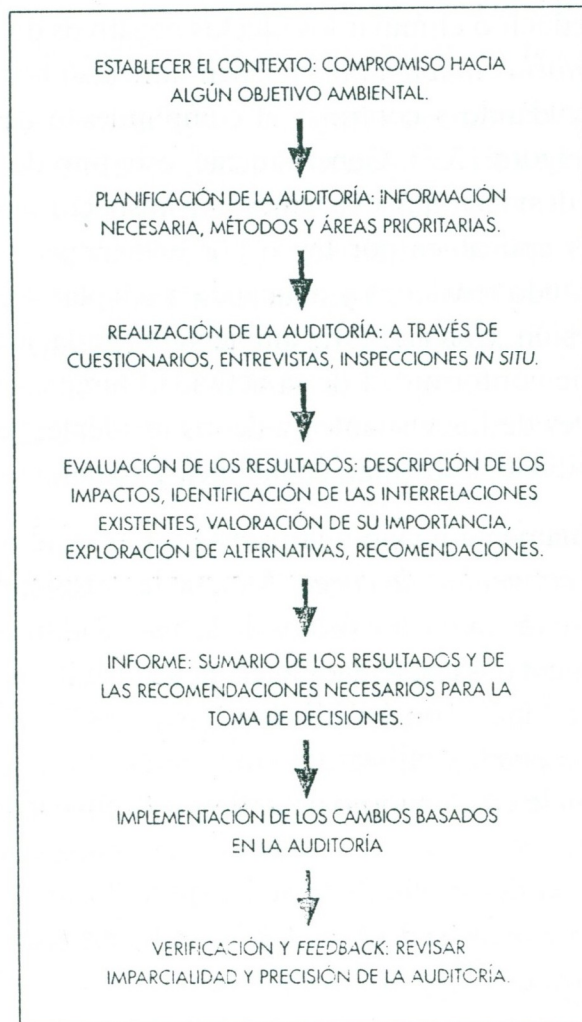 ESTABLECER EL CONTEXTO: COMPROMISO HACIA
ALGÚN OBJETIVO AMBIENTAL.
PLANIFICACIÓN DE LA AUDITORÍA: INFORMACIÓN
NECESARIA, MÉTODOS Y ÁREAS PRIORITARIAS.
REALIZACIÓN DE LA AUDITORÍA: A TRAVÉS DE
CUESTIONARIOS, ENTREVISTAS, INSPECCIONES IN SITU.
EVALUACIÓN DE LOS RESULTADOS: DESCRIPCIÓN DE LOS
IMPACTOS, IDENTIFICACIÓN DE LAS INTERRELACIONES
EXISTENTES, VALORACIÓN DE SU IMPORTANCIA,
EXPLORACIÓN DE ALTERNATIVAS, RECOMENDACIONES.
INFORME: SUMARIO DE LOS RESULTADOS Y DE
LAS RECOMENDACIONES NECESARIOS PARA LA
TOMA DE DECISIONES.
IMPLEMENTACIÓN DE LOS CAMBIOS BASADOS
EN LA AUDITORÍA
VERIFICACIÓN Y FEEDBACK: REVISAR
IMPARCIALIDAD Y PRECISIÓN DE LA AUDITORÍA.